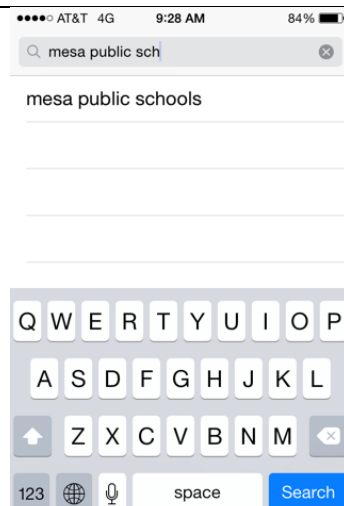 AT&T 4G 9:28 AM 84%
mesa public sch
mesa public schools
Q W E R T Y U I O P
A S D F G H J K L
Z X C V B N M
123 space Search